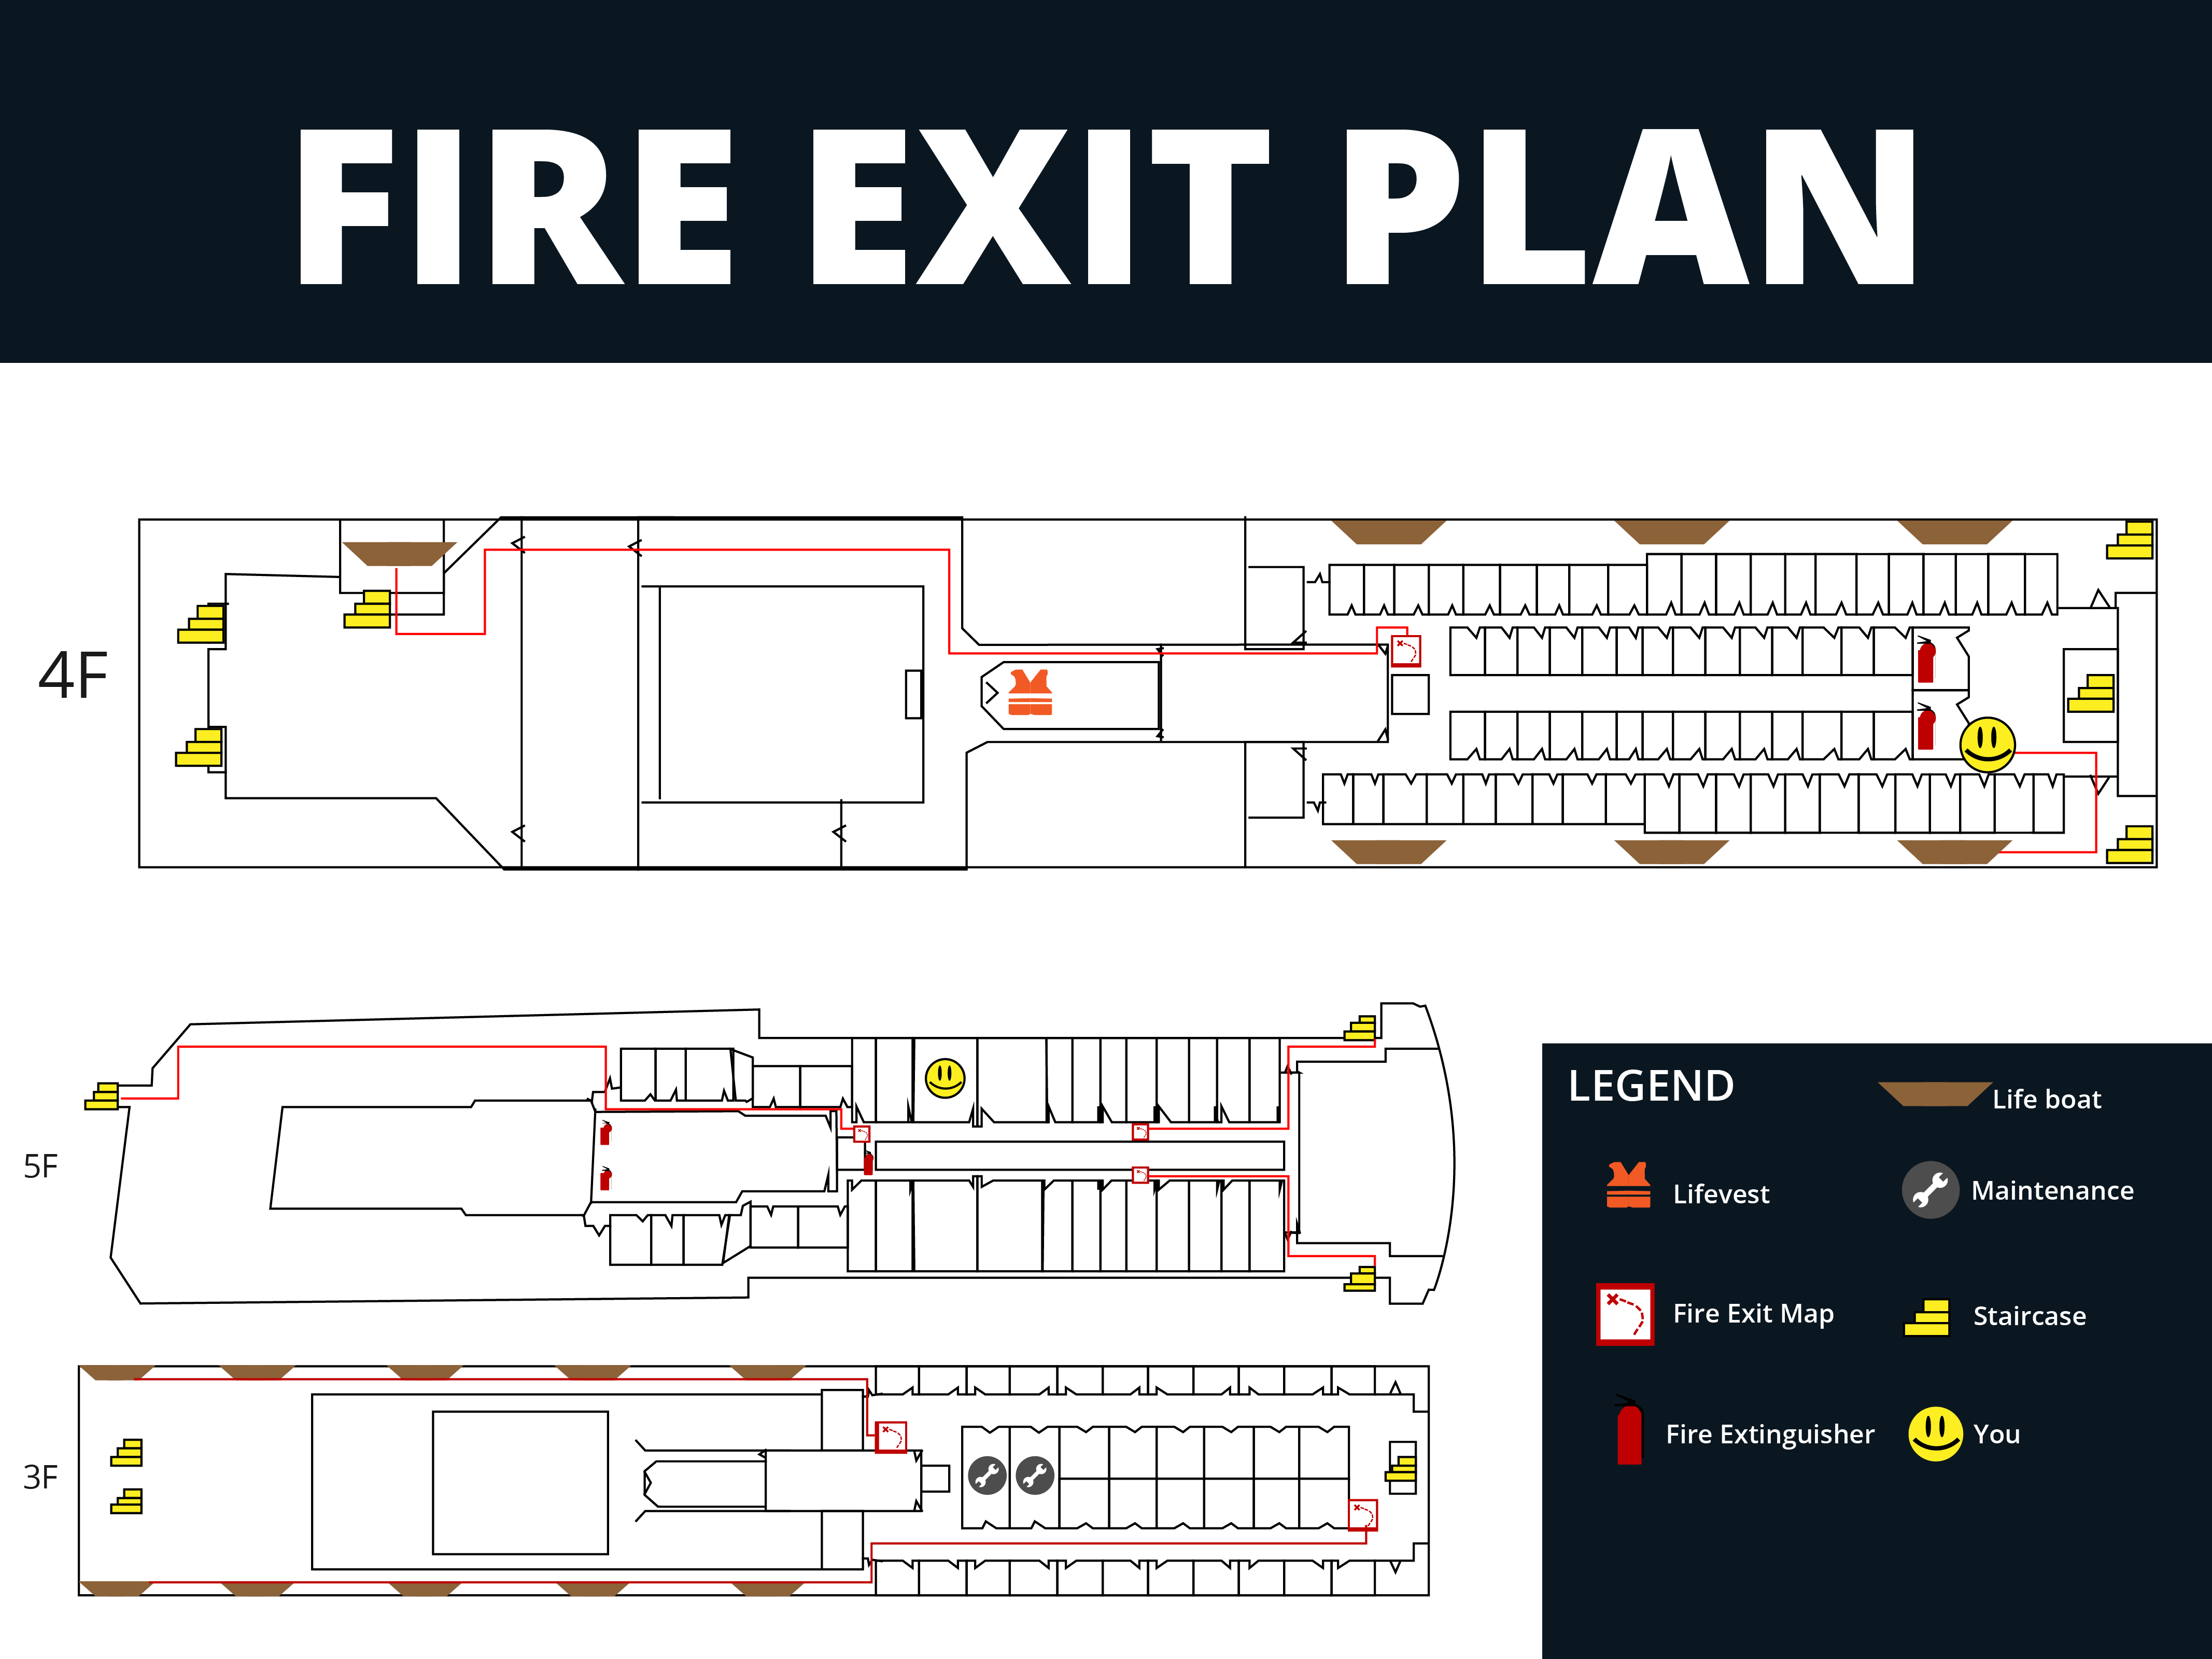 FIRE EXIT PLAN
4F
5F
3F
LEGEND
Life boat
Lifevest
Maintenance
Fire Exit Map
Staircase
Fire Extinguisher
You